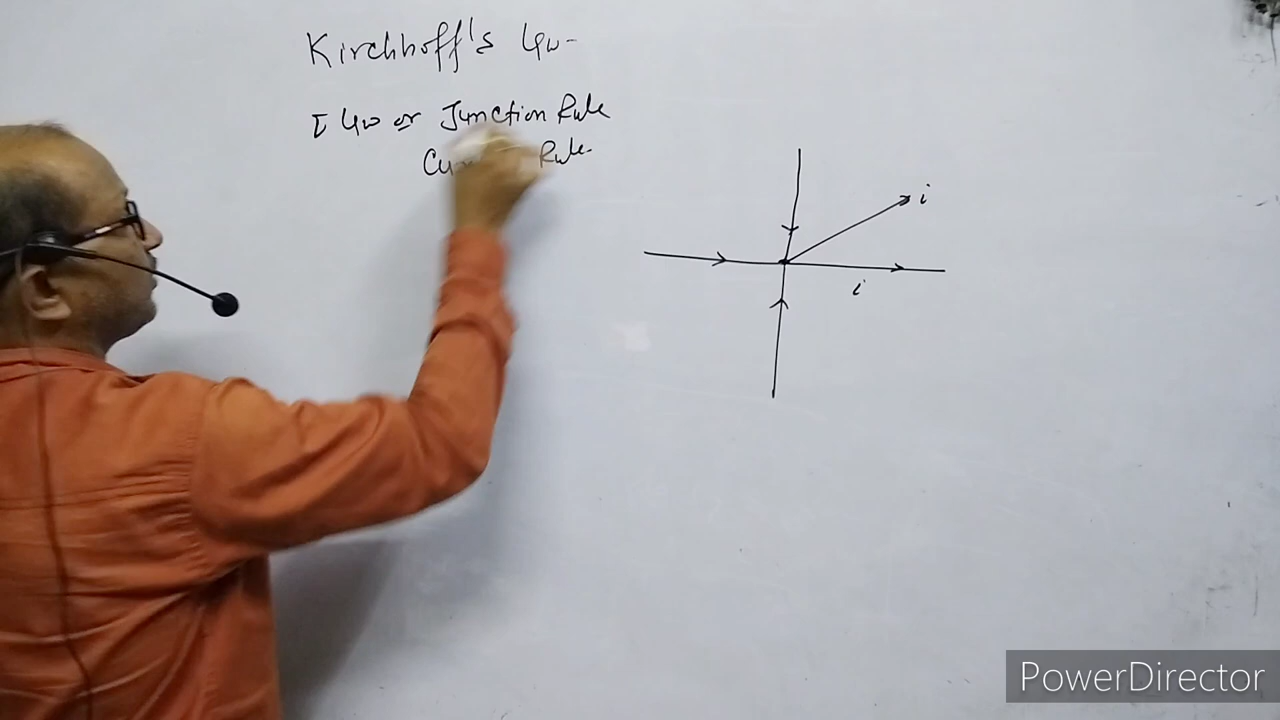 Kirchhoff's Law-
I Law or Junction Rule
Rule
i
i
PowerDirector